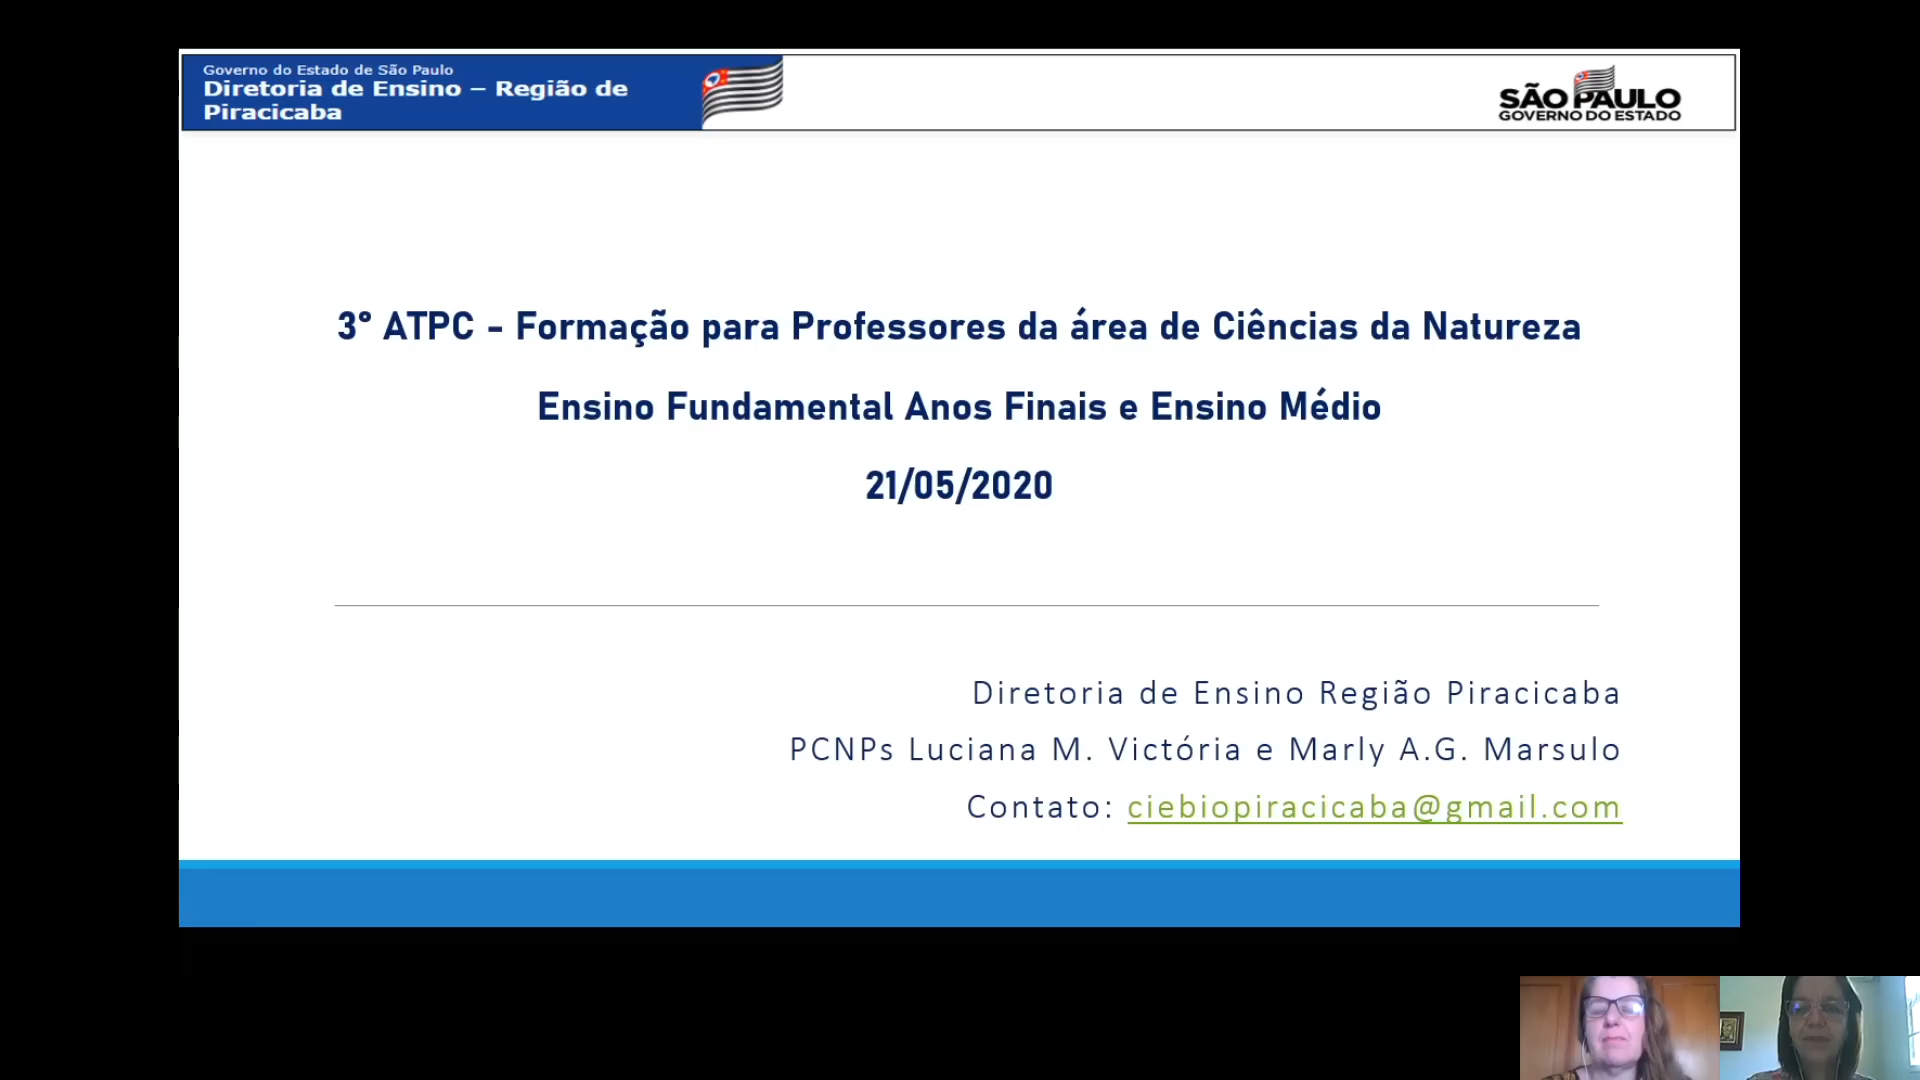 Governo do Estado de São Paulo
Diretoria de Ensino – Região de
Piracicaba
SÃO PAULO
GOVERNO DO ESTADO
3° ATPC - Formação para Professores da área de Ciências da Natureza
Ensino Fundamental Anos Finais e Ensino Médio
21/05/2020
Diretoria de Ensino Região Piracicaba
PCNPs Luciana M. Victória e Marly A.G. Marsulo
Contato: ciebiopiracicaba@gmail.com